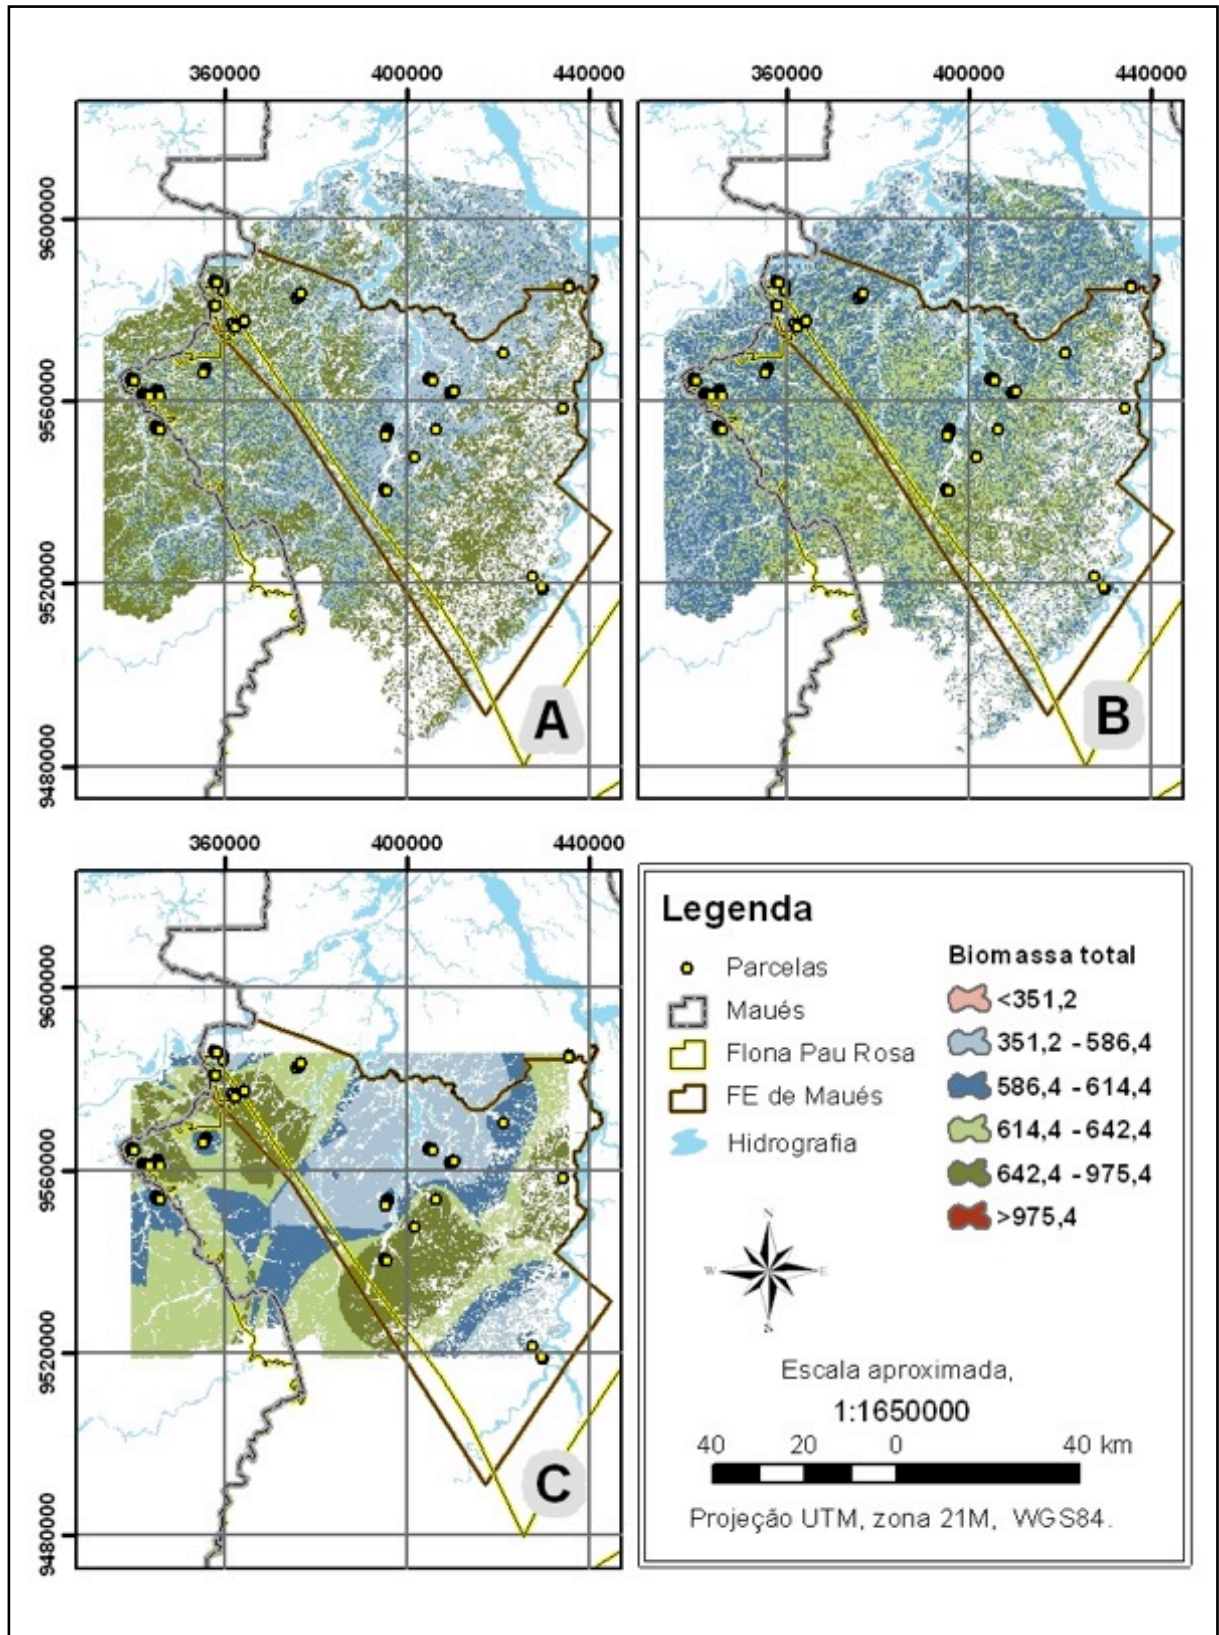 360000 400000 440000
360000 400000 440000
9600000
9560000
9520000
9480000
A
B
360000 400000 440000
9600000
9560000
9520000
9480000
C
Legenda
Parcelas
Maués
Flona Pau Rosa
FE de Maués
Hidrografia
Biomassa total
<351,2
351,2 - 586,4
586,4 - 614,4
614,4 - 642,4
642,4 - 975,4
>975,4
N
W E
S
Escala aproximada,
1:1650000
40 20 0 40 km
Projeção UTM, zona 21M, WGS84.